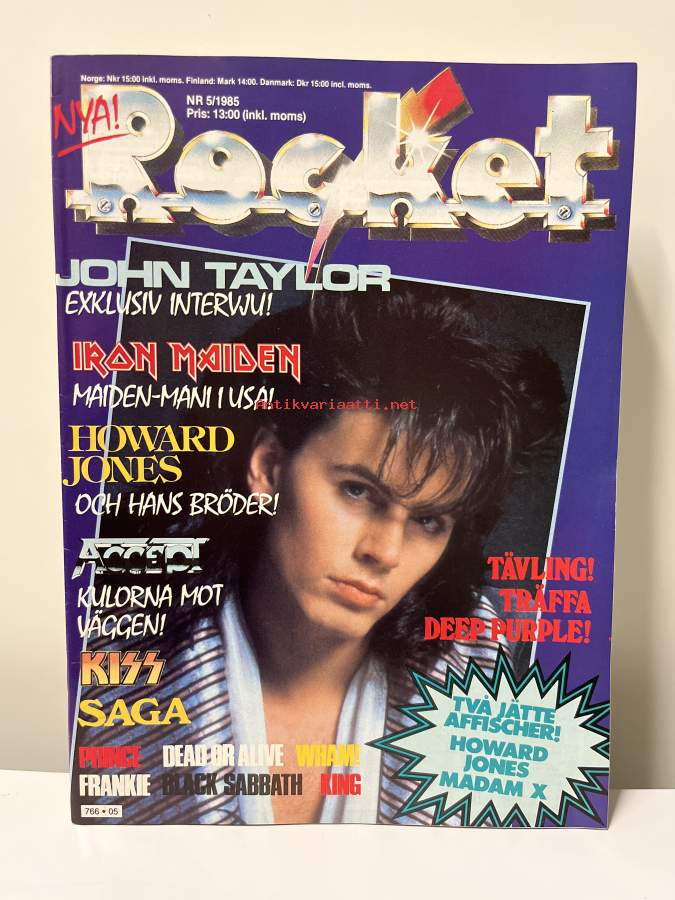 Norge: Nkr 15:00 inkl. moms. Finland: Mark 14:00. Danmark: Dkr 15:00 incl. moms.
NYA!
NR 5/1985
Pris: 13:00 (inkl. moms)
Rocket
JOHN TAYLOR
EXKLUSIV INTERVJU!
IRON MAIDEN
MAIDEN-MANI I USA!
antikvariaatti.net
HOWARD
JONES
OCH HANS BRÖDER!
ACCEPT
KULORNA MOT
VÄGGEN!
KISS
SAGA
PRINCE DEAD OR ALIVE WHAM!
FRANKIE BLACK SABBATH KING
766 • 05
TÄVLING!
TRÄFFA
DEEP PURPLE!
TVÅ JÄTTE
AFFISCHER!
HOWARD
JONES
MADAM X